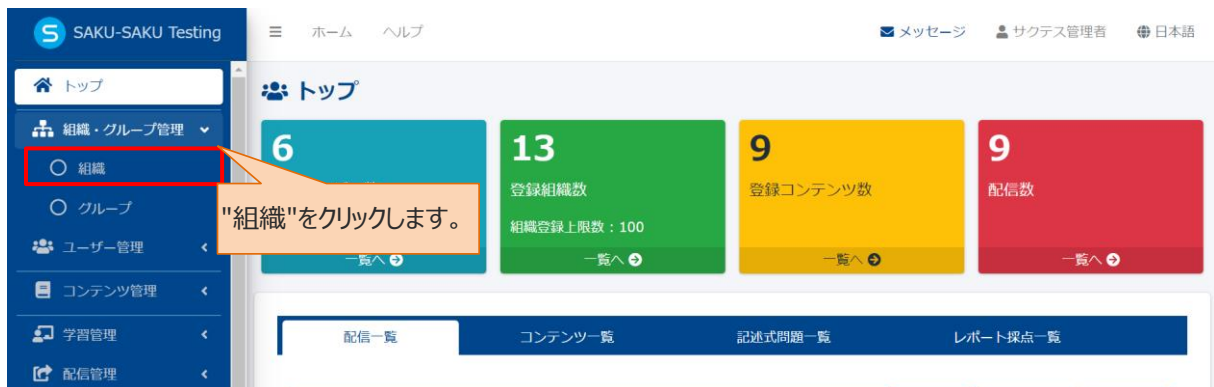 S SAKU-SAKU Testing
ホーム ヘルプ
メッセージ サクテス管理者 日本語
トップ
組織・グループ管理
組織
グループ
ユーザー管理
コンテンツ管理
学習管理
配信管理
トップ
6
一覧へ
13
登録組織数
組織登録上限数：100
一覧へ
9
登録コンテンツ数
一覧へ
9
配信数
一覧へ
"組織"をクリックします。
配信一覧 コンテンツ一覧 記述式問題一覧 レポート採点一覧